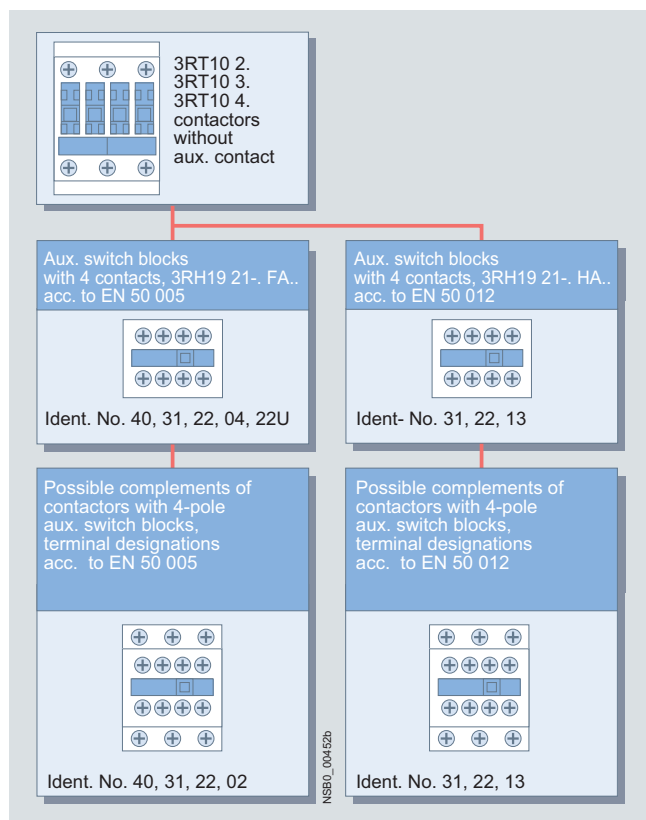 3RT10 2.
3RT10 3.
3RT10 4.
contactors
without
aux. contact
Aux. switch blocks
with 4 contacts, 3RH19 21-. FA..
acc. to EN 50 005
Ident. No. 40, 31, 22, 04, 22U
Aux. switch blocks
with 4 contacts, 3RH19 21-. HA..
acc. to EN 50 012
Ident- No. 31, 22, 13
Possible complements of
contactors with 4-pole
aux. switch blocks,
terminal designations
acc. to EN 50 005
Ident. No. 40, 31, 22, 02
Possible complements of
contactors with 4-pole
aux. switch blocks,
terminal designations
acc. to EN 50 012
Ident. No. 31, 22, 13
NSB0_00452b